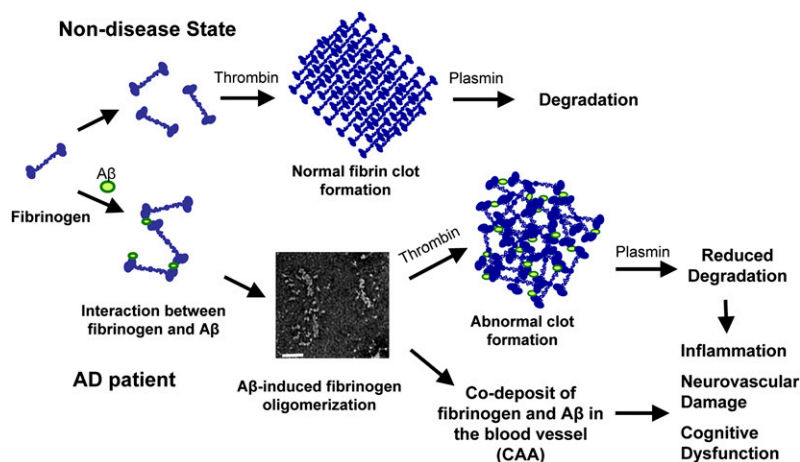 Non-disease State
Thrombin
Plasmin
Degradation
Normal fibrin clot
formation
Aβ
Fibrinogen
Thrombin
Plasmin
Reduced
Degradation
Interaction between
fibrinogen and Aβ
Abnormal clot
formation
AD patient
Aβ-induced fibrinogen
oligomerization
Co-deposit of
fibrinogen and Aβ in
the blood vessel
(CAA)
Inflammation
Neurovascular
Damage
Cognitive
Dysfunction